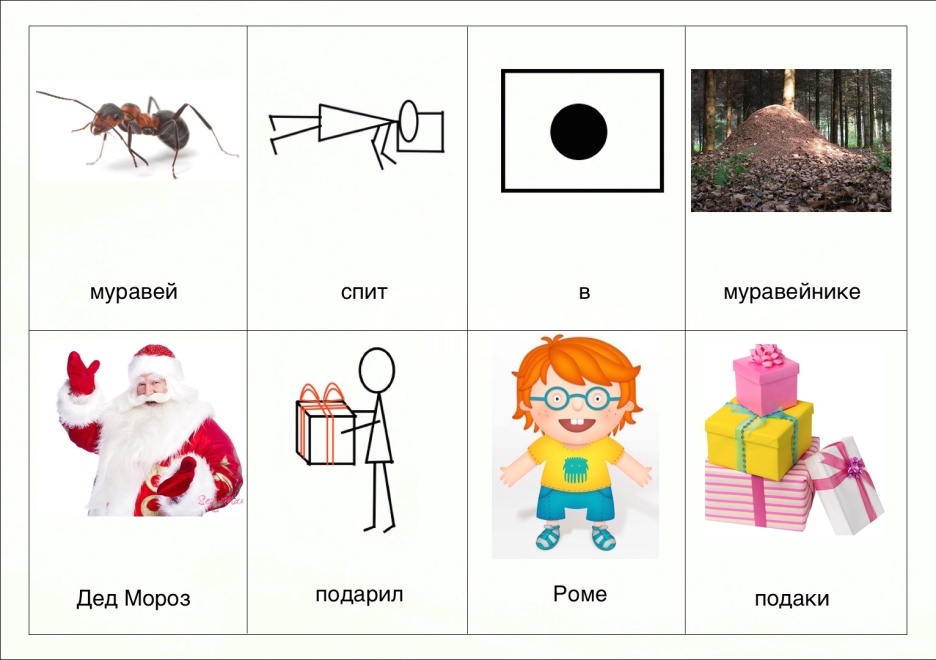 муравей
спит
в
муравейнике
Дед Мороз
подарил
Роме
подаки